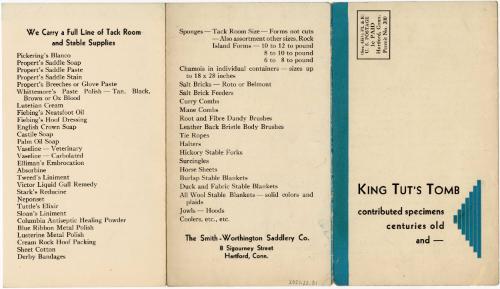 We Carry a Full Line of Tack Room
and Stable Supplies
Pickering's Blanco
Propert's Saddle Soap
Propert's Saddle Paste
Propert's Saddle Stain
Propert's Breeches or Glove Paste
Whittemore's Paste Polish — Tan, Black,
Brown or Ox Blood
Lutetian Cream
Fiebing's Neatsfoot Oil
Fiebing's Hoof Dressing
English Crown Soap
Castile Soap
Palm Oil Soap
Vaseline — Veterinary
Vaseline — Carbolated
Elliman's Embrocation
Absorbine
Tweed's Liniment
Victor Liquid Gall Remedy
Stack's Reducine
Neponset
Tuttle's Elixir
Sloan's Liniment
Columbia Antiseptic Healing Powder
Blue Ribbon Metal Polish
Lusterine Metal Polish
Cream Rock Hoof Packing
Sheet Cotton
Derby Bandages
Sponges — Tack Room Size — Forms not cuts
— Also assortment other sizes, Rock
Island Forms — 10 to 12 to pound
8 to 10 to pound
6 to 8 to pound
Chamois in individual containers — sizes up
to 18 x 28 inches
Salt Bricks — Roto or Belmont
Salt Brick Feeders
Curry Combs
Mane Combs
Root and Fibre Dandy Brushes
Leather Back Bristle Body Brushes
Tie Ropes
Halters
Hickory Stable Forks
Surcingles
Horse Sheets
Burlap Stable Blankets
Duck and Fabric Stable Blankets
All Wool Stable Blankets — solid colors and
plaids
Jowls — Hoods
Coolers, etc., etc.
The Smith-Worthington Saddlery Co.
8 Sigourney Street
Hartford, Conn.
U. S. POSTAGE
1c PAID
Hartford, Conn.
Permit No. 200
KING TUT'S TOMB
contributed specimens
centuries old
and —